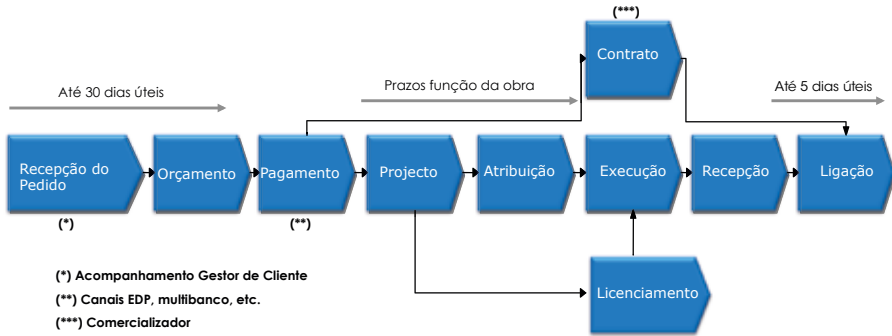 (***)
Contrato
Até 30 dias úteis
Prazos função da obra
Até 5 dias úteis
Recepção do
Pedido
Orçamento
Pagamento
Projecto
Atribuição
Execução
Recepção
Ligação
(*)
(**)
Licenciamento
(*) Acompanhamento Gestor de Cliente
(**) Canais EDP, multibanco, etc.
(***) Comercializador